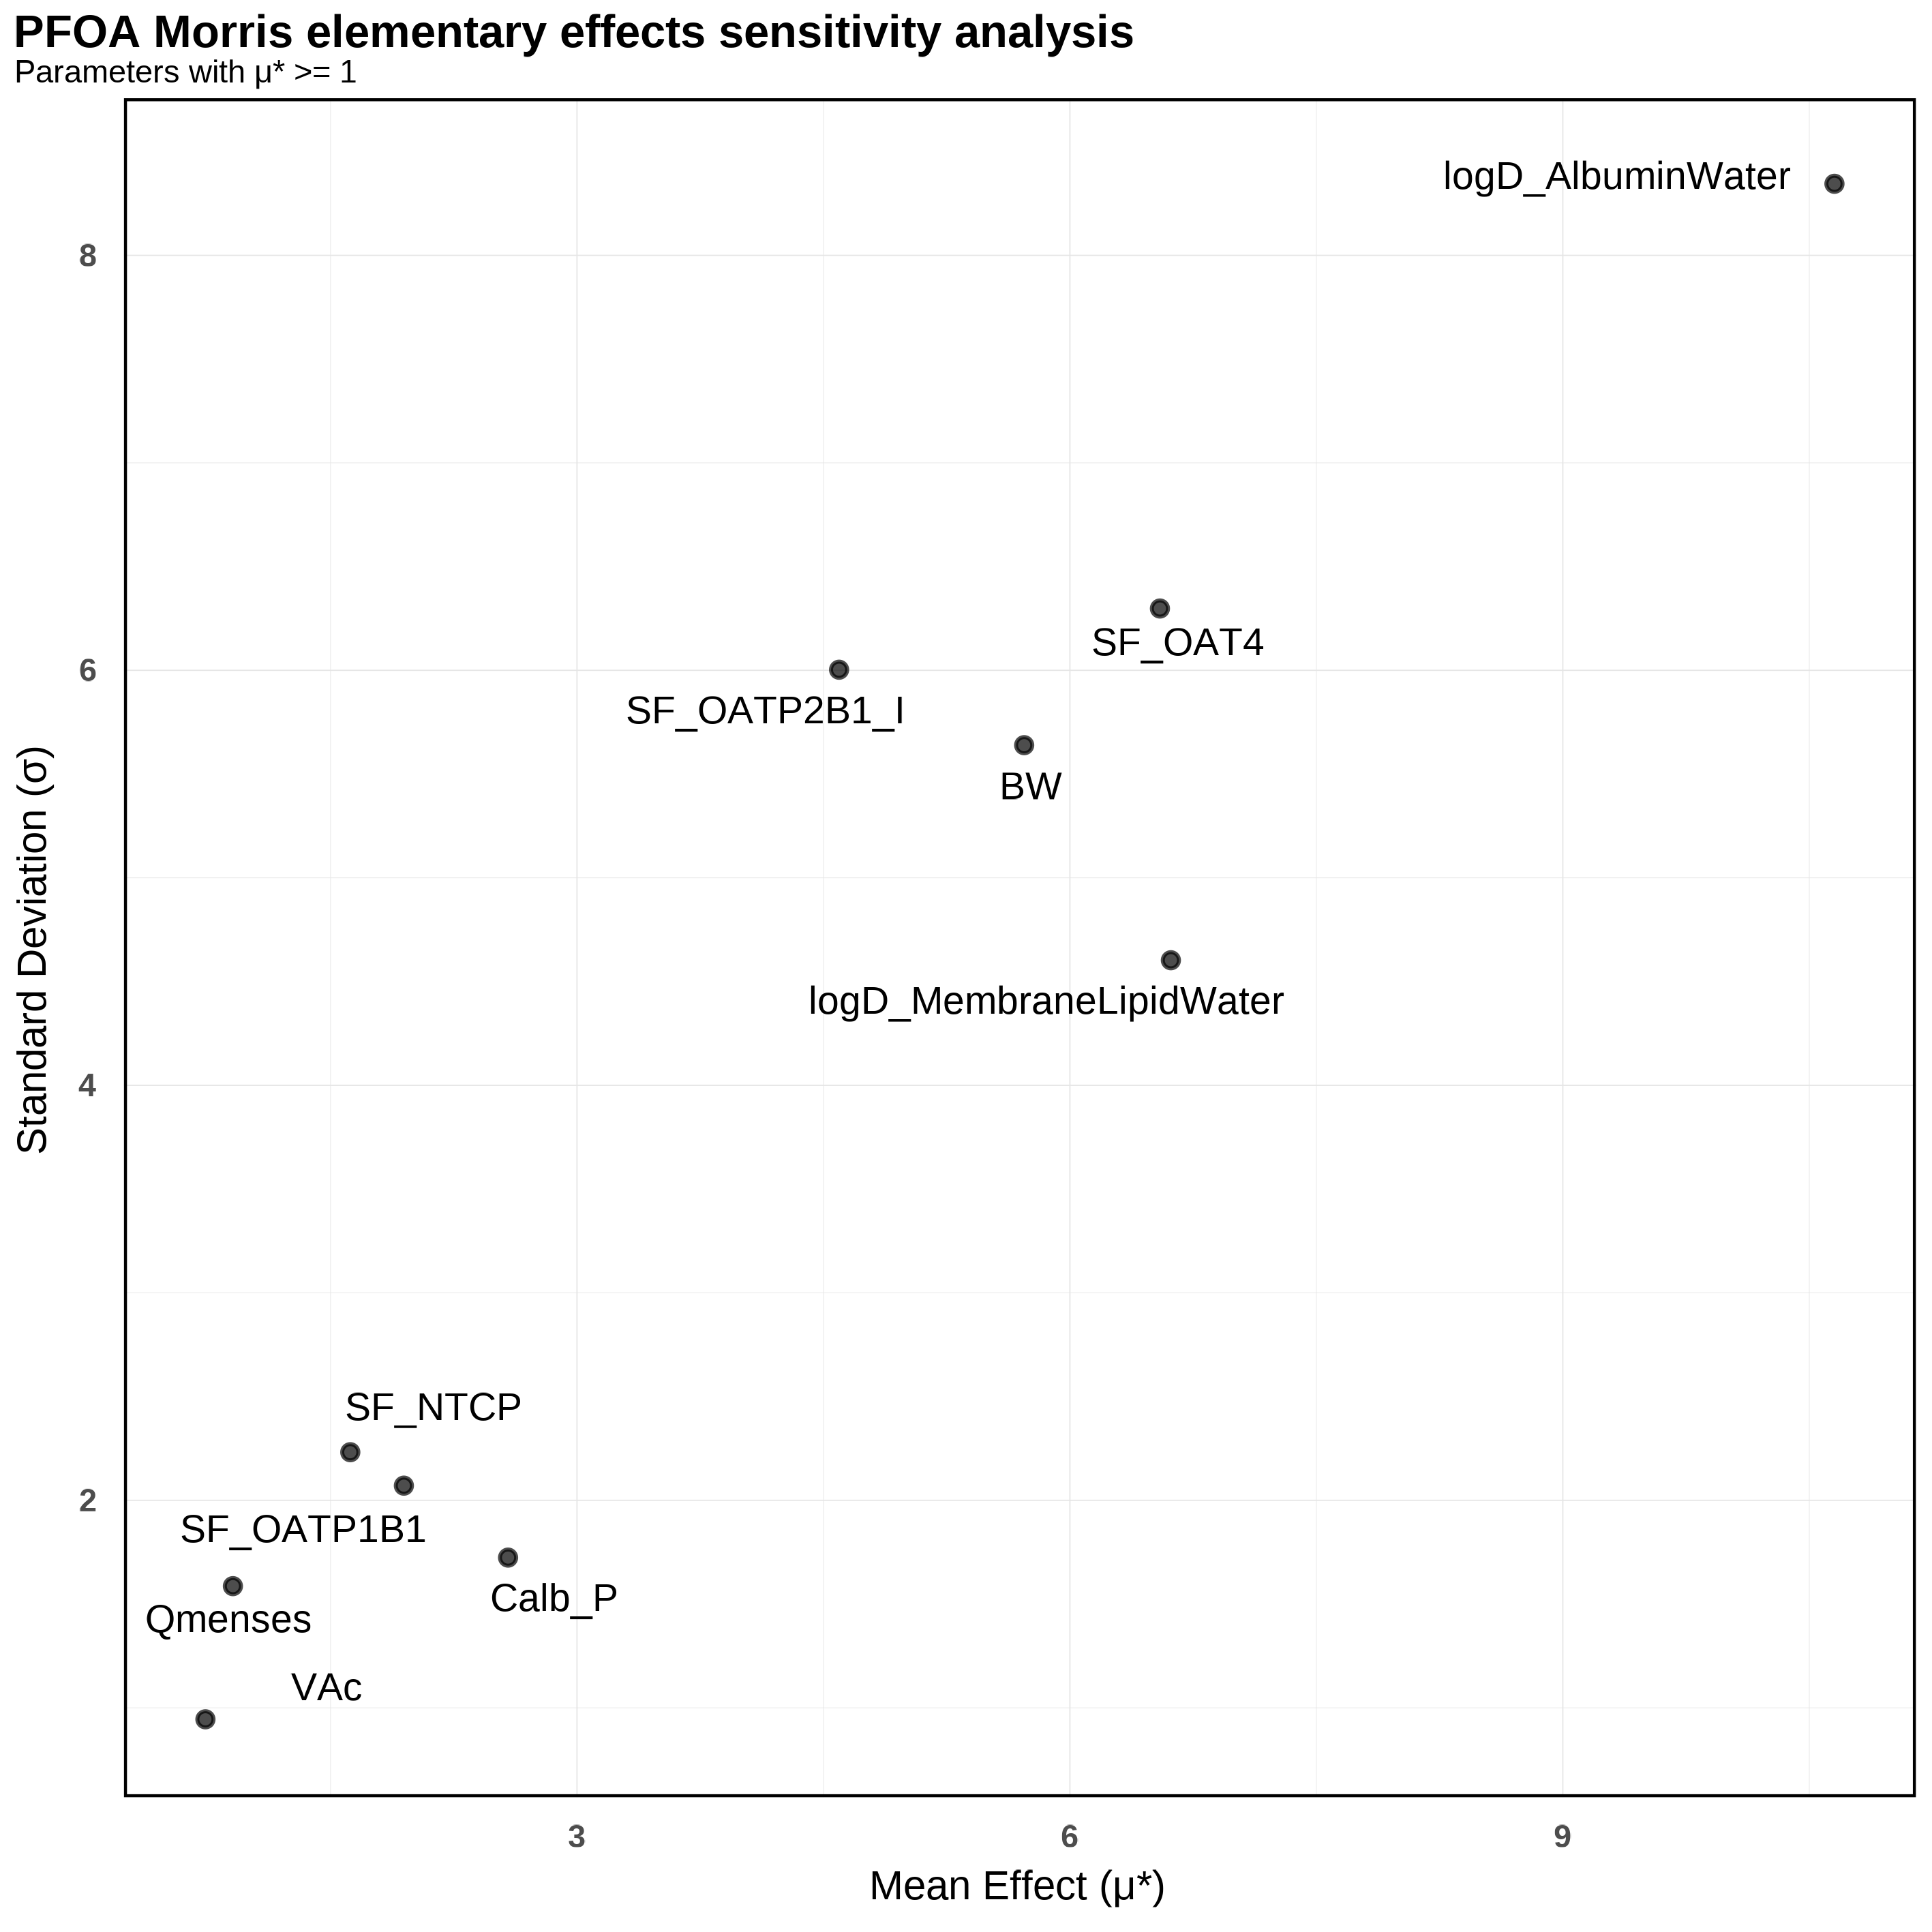 PFOA Morris elementary effects sensitivity analysis
Parameters with μ* >= 1
logD_AlbuminWater
8
SF_OAT4
6
SF_OATP2B1_I
BW
Standard Deviation (σ)
logD_MembraneLipidWater
4
SF_NTCP
2
SF_OATP1B1
Calb_P
Qmenses
VAc
3
6
9
Mean Effect (μ*)